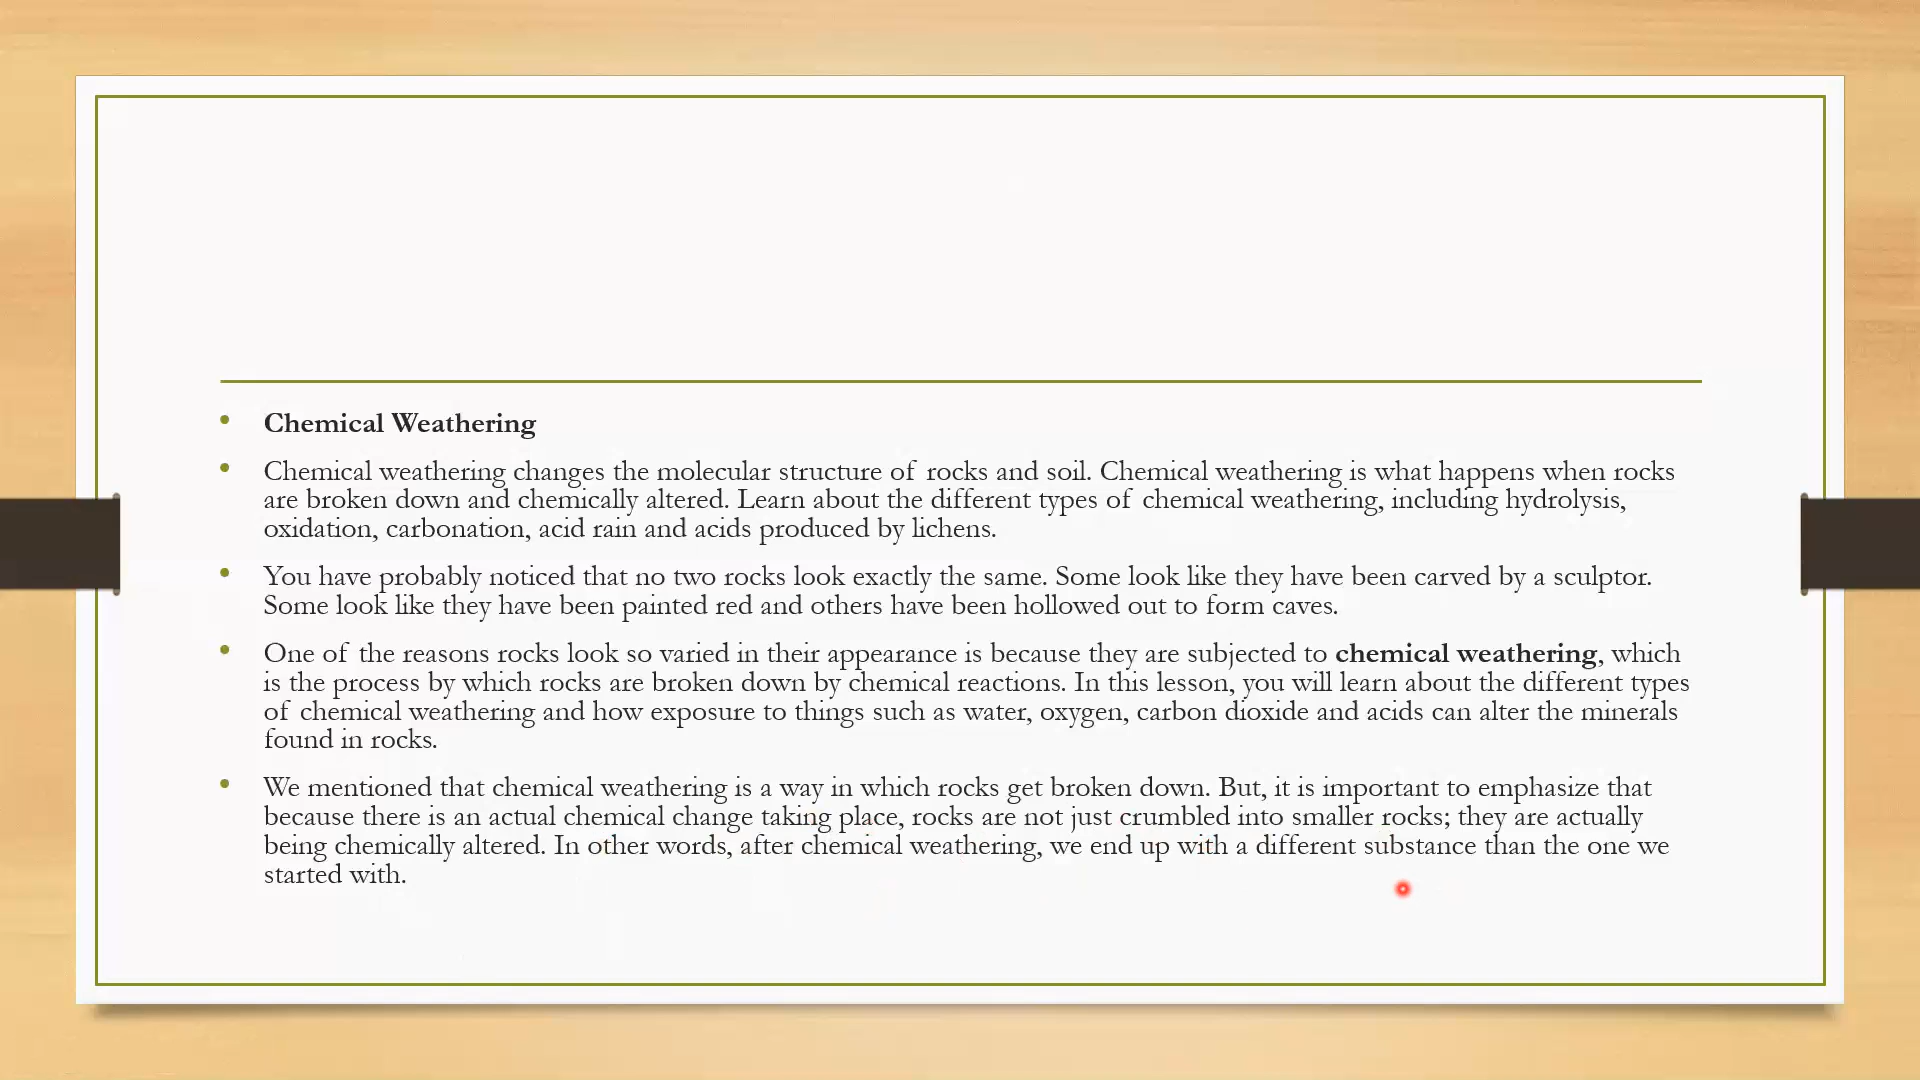 Chemical Weathering
Chemical weathering changes the molecular structure of rocks and soil. Chemical weathering is what happens when rocks
are broken down and chemically altered. Learn about the different types of chemical weathering, including hydrolysis,
oxidation, carbonation, acid rain and acids produced by lichens.
You have probably noticed that no two rocks look exactly the same. Some look like they have been carved by a sculptor.
Some look like they have been painted red and others have been hollowed out to form caves.
One of the reasons rocks look so varied in their appearance is because they are subjected to chemical weathering, which
is the process by which rocks are broken down by chemical reactions. In this lesson, you will learn about the different types
of chemical weathering and how exposure to things such as water, oxygen, carbon dioxide and acids can alter the minerals
found in rocks.
We mentioned that chemical weathering is a way in which rocks get broken down. But, it is important to emphasize that
because there is an actual chemical change taking place, rocks are not just crumbled into smaller rocks; they are actually
being chemically altered. In other words, after chemical weathering, we end up with a different substance than the one we
started with.